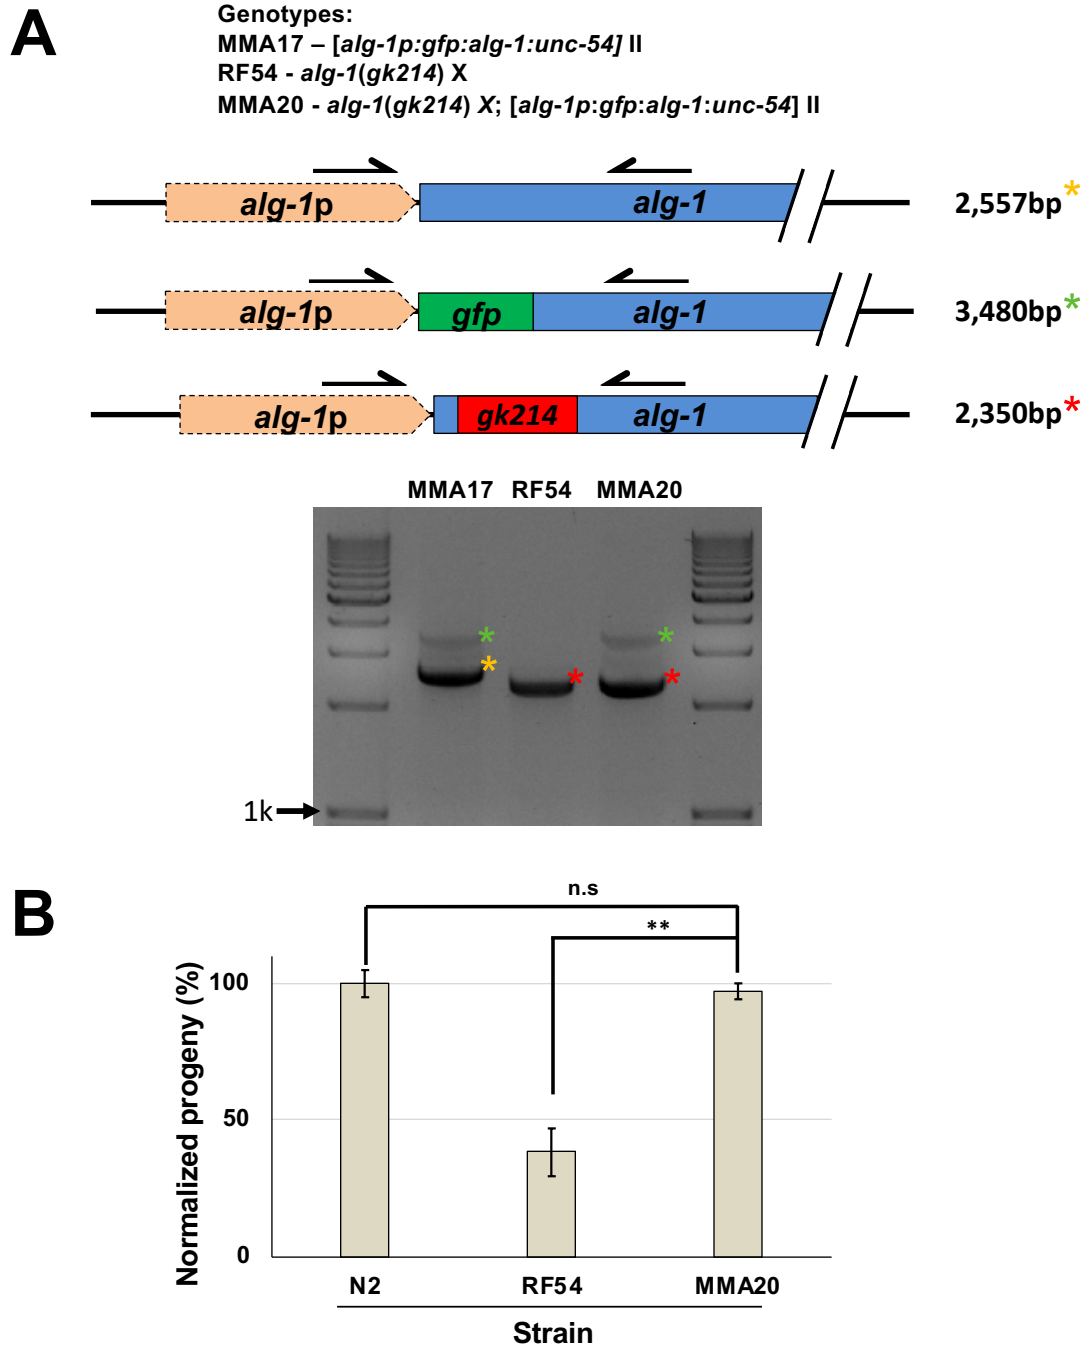 A
Genotypes:
MMA17 – [alg-1p:gfp:alg-1:unc-54] II
RF54 - alg-1(gk214) X
MMA20 - alg-1(gk214) X; [alg-1p:gfp:alg-1:unc-54] II
alg-1p alg-1 2,557bp*
alg-1p gfp alg-1 3,480bp*
alg-1p gk214 alg-1 2,350bp*
MMA17 RF54 MMA20
* *
*
* *
1k
B
n.s
**
Normalized progeny (%)
100
50
0
N2 RF54 MMA20
Strain